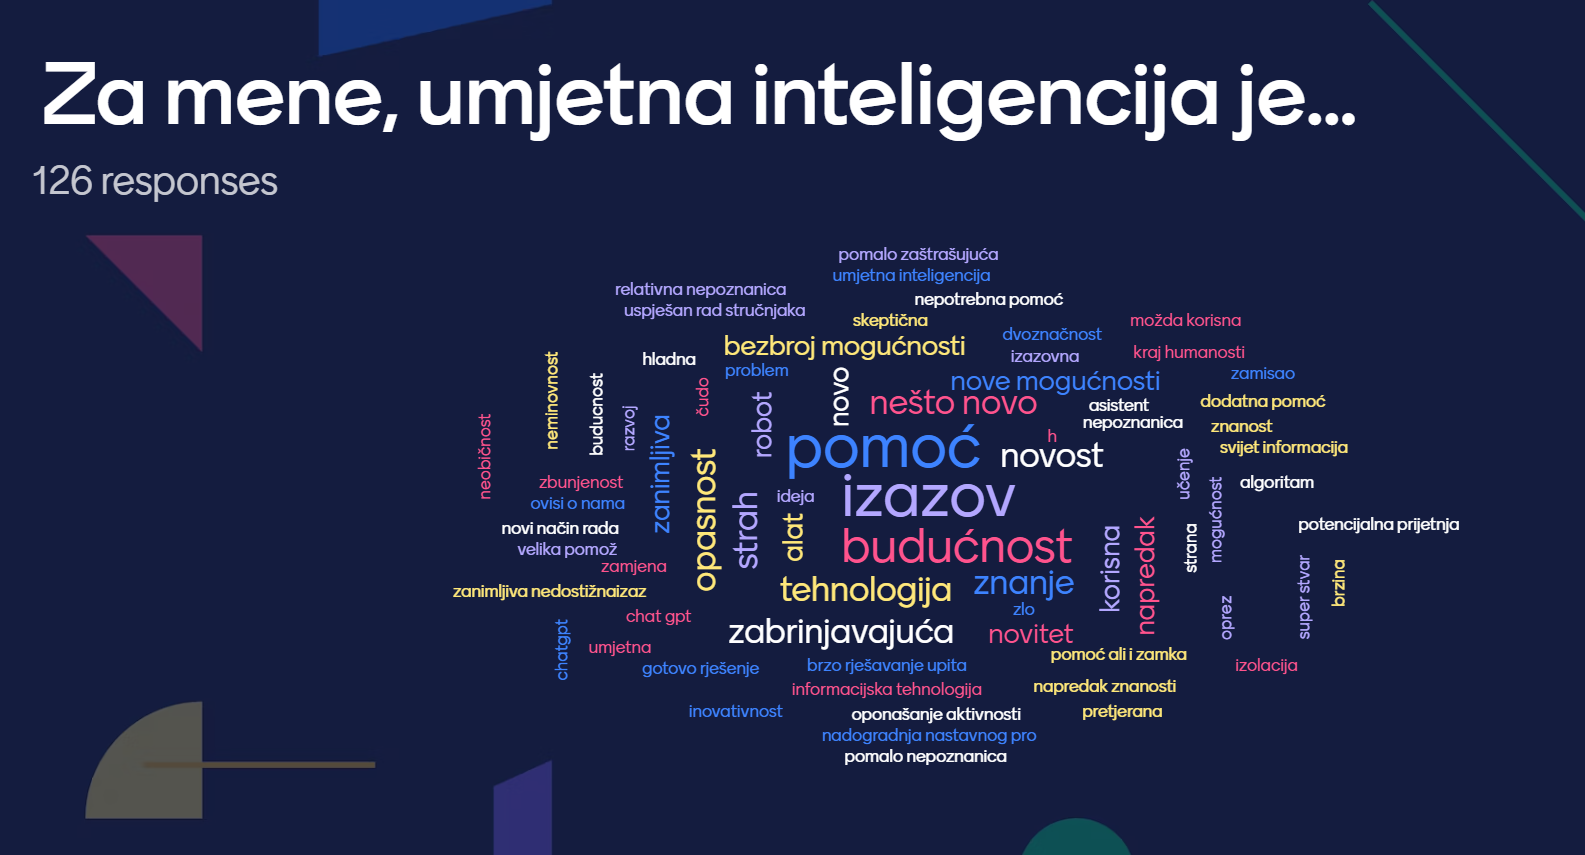 Za mene, umjetna inteligencija je...
126 responses
pomalo zaštrašujuća
umjetna inteligencija
relativna nepoznanica
nepotrebna pomoć
uspješan rad stručnjaka
skeptična
možda korisna
dvoznačnost
bezbroj mogućnosti
izazovna
kraj humanosti
hladna
problem
zamisao
nove mogućnosti
neminovnost
buducnost
razvoj
čudo
robot
novo
nešto novo
asistent
dodatna pomoć
nepoznanica
znanost
h
svijet informacija
neobičnost
zanimljiva
pomoć
novost
učenje
zbunjenost
algoritam
ovisi o nama
opasnost
strah
ideja
izazov
mogućnost
novi način rada
alat
potencijalna prijetnja
velika pomož
budućnost
korisna
napredak
strana
zamjena
zanimljiva nedostižnaizaz
tehnologija
znanje
super stvar
brzina
zlo
oprez
chat gpt
zabrinjavajuća
novitet
chatgpt
umjetna
pomoć ali i zamka
gotovo rješenje
brzo rješavanje upita
izolacija
informacijska tehnologija
napredak znanosti
inovativnost
oponašanje aktivnosti
pretjerana
nadogradnja nastavnog pro
pomalo nepoznanica